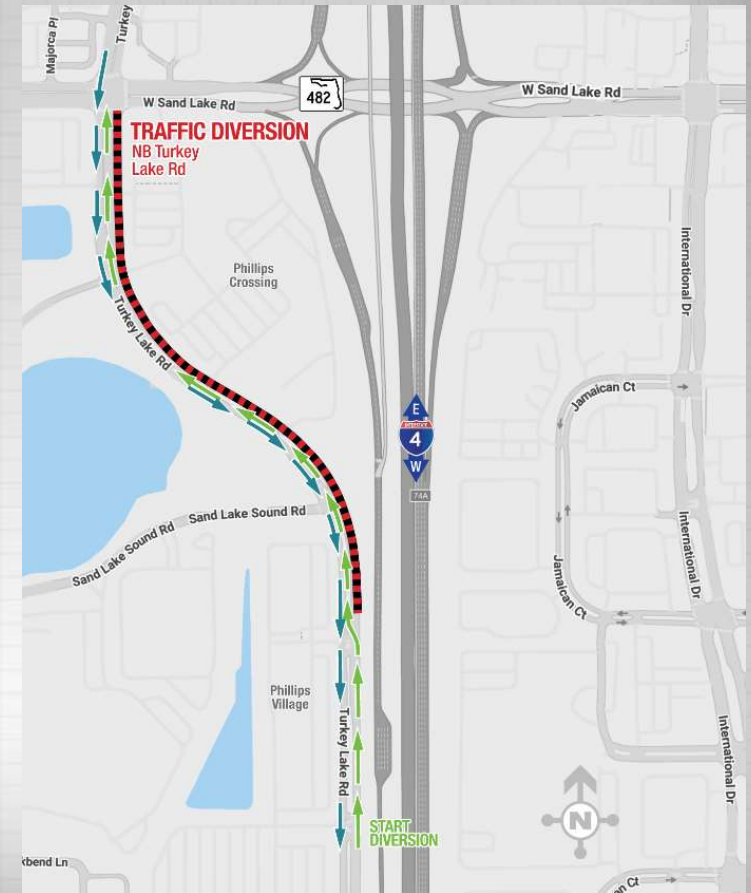 Majorca Pl
Turkey
W Sand Lake Rd
482
W Sand Lake Rd
TRAFFIC DIVERSION
NB Turkey
Lake Rd
Phillips
Crossing
International Dr
Turkey Lake Rd
Jamaican Ct
E
INTERSTATE
4
W
74A
Sand Lake Sound Rd
Sand Lake Sound Rd
International Dr
Jamaican Ct
Phillips
Village
Turkey Lake Rd
International Dr
N
START
DIVERSION
kbend Ln
Ct